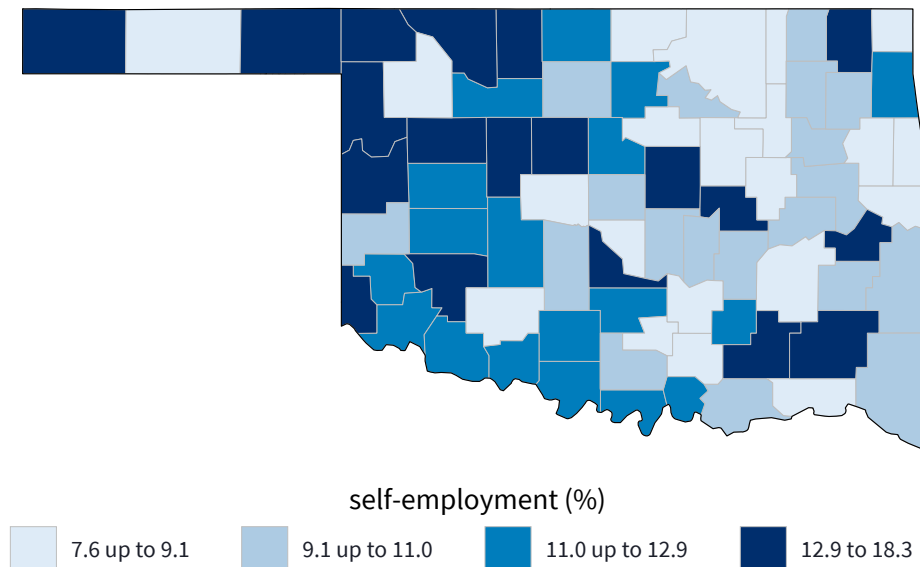 self-employment (%)
7.6 up to 9.1 9.1 up to 11.0 11.0 up to 12.9 12.9 to 18.3